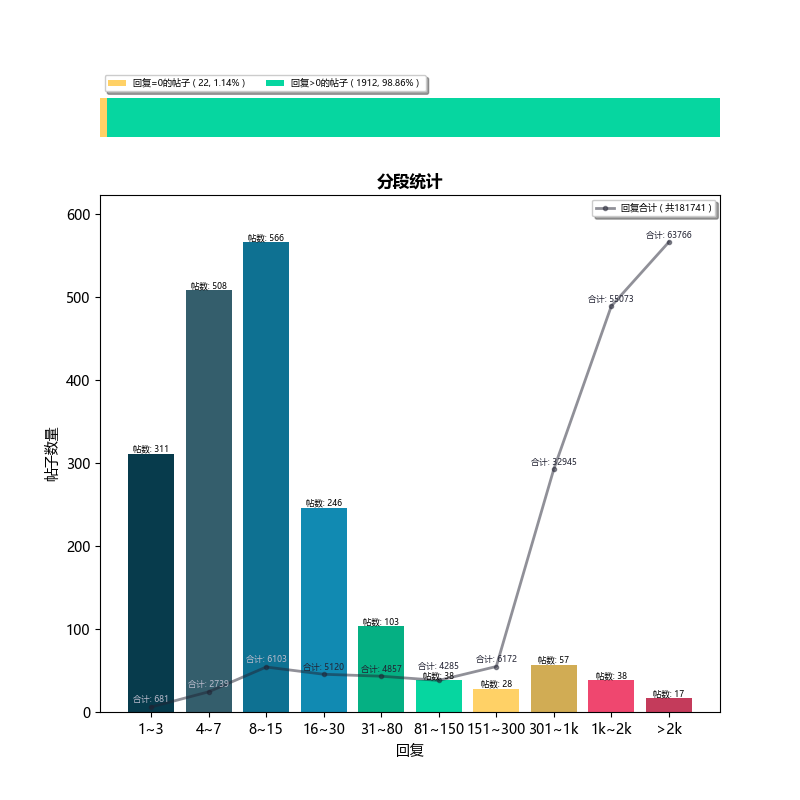 回复=0的帖子 ( 22, 1.14% ) 回复>0的帖子 ( 1912, 98.86% )
分段统计
回复合计 ( 共181741 )
帖子数量
600
500
400
300
200
100
0
帖数: 311
帖数: 508
帖数: 566
帖数: 246
帖数: 103
帖数: 38
帖数: 28
帖数: 57
帖数: 38
帖数: 17
合计: 681
合计: 2739
合计: 6103
合计: 5120
合计: 4857
合计: 4285
合计: 6172
合计: 32945
合计: 55073
合计: 63766
1~3 4~7 8~15 16~30 31~80 81~150 151~300 301~1k 1k~2k >2k
回复